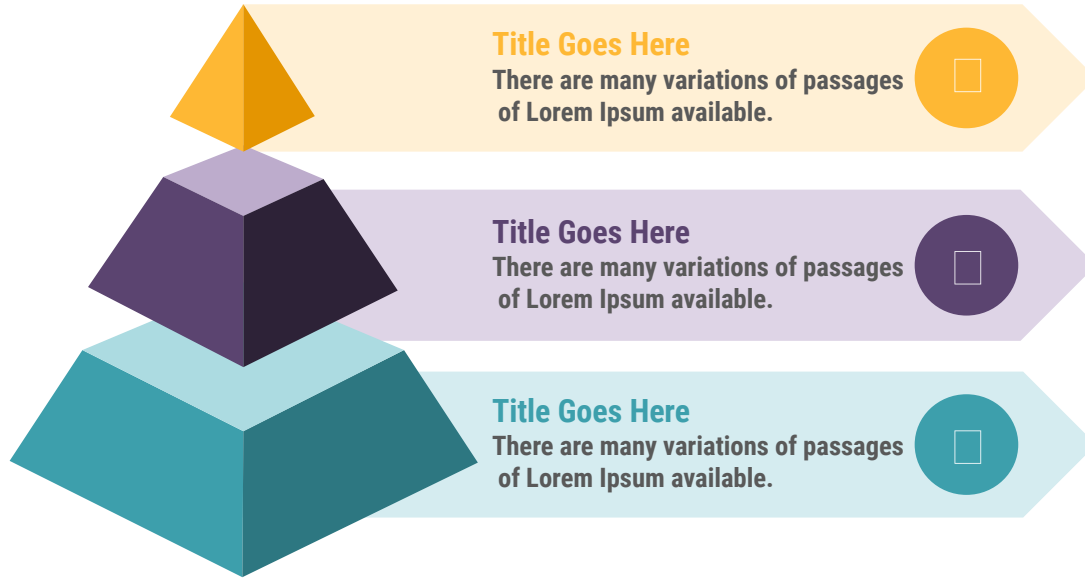 Title Goes Here
There are many variations of passages
of Lorem Ipsum available.
Title Goes Here
There are many variations of passages
of Lorem Ipsum available.
Title Goes Here
There are many variations of passages
of Lorem Ipsum available.